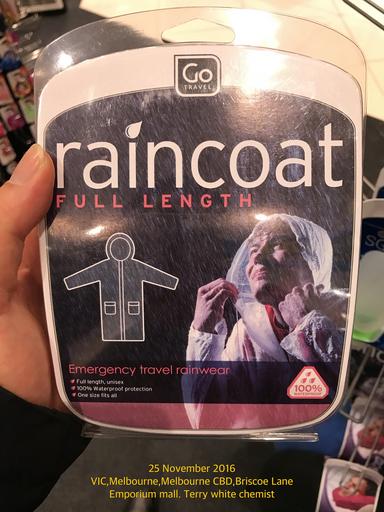 Go
TRAVEL
raincoat
FULL LENGTH
Emergency travel rainwear
Full length, unisex
100% Waterproof protection
One size fits all
100%
WATERPROOF
25 November 2016
VIC,Melbourne,Melbourne CBD,Briscoe Lane
Emporium mall. Terry white chemist